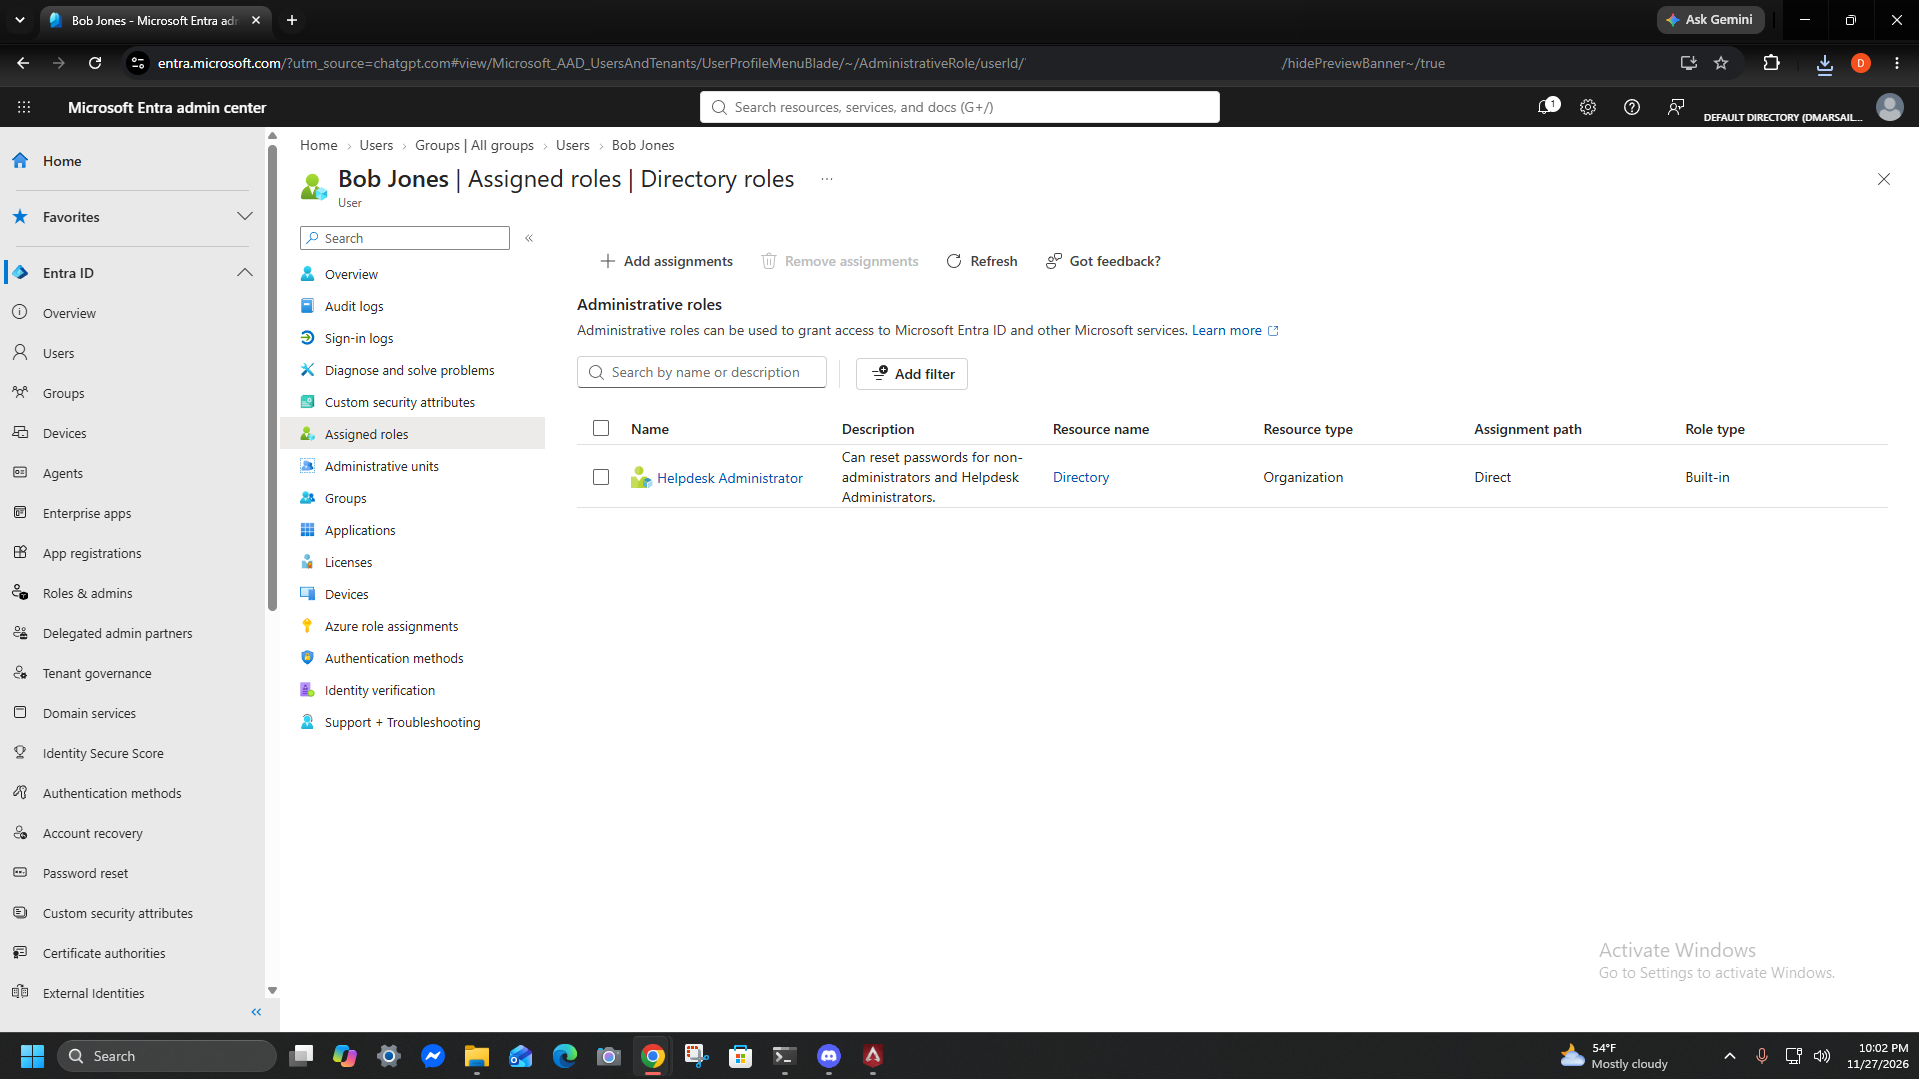 Bob Jones - Microsoft Entra adr
Ask Gemini
entra.microsoft.com/?utm_source=chatgpt.com#view/Microsoft_AAD_UsersAndTenants/UserProfileMenuBlade/~/AdministrativeRole/userId/ /hidePreviewBanner~/true
D
Microsoft Entra admin center
Search resources, services, and docs (G+/)
1
DEFAULT DIRECTORY (DMARSAIL...
Home
Favorites
Entra ID
Overview
Users
Groups
Devices
Agents
Enterprise apps
App registrations
Roles & admins
Delegated admin partners
Tenant governance
Domain services
Identity Secure Score
Authentication methods
Account recovery
Password reset
Custom security attributes
Certificate authorities
External Identities
Home > Users > Groups | All groups > Users > Bob Jones
Bob Jones | Assigned roles | Directory roles ...
User
Search
Overview
Audit logs
Sign-in logs
Diagnose and solve problems
Custom security attributes
Assigned roles
Administrative units
Groups
Applications
Licenses
Devices
Azure role assignments
Authentication methods
Identity verification
Support + Troubleshooting
Add assignments Remove assignments Refresh Got feedback?
Administrative roles
Administrative roles can be used to grant access to Microsoft Entra ID and other Microsoft services. Learn more
Search by name or description
Add filter
Name Description Resource name Resource type Assignment path Role type
Helpdesk Administrator
Can reset passwords for non-
administrators and Helpdesk
Administrators.
Directory
Organization
Direct
Built-in
Activate Windows
Go to Settings to activate Windows.
Search
54°F
Mostly cloudy
10:02 PM
11/27/2026